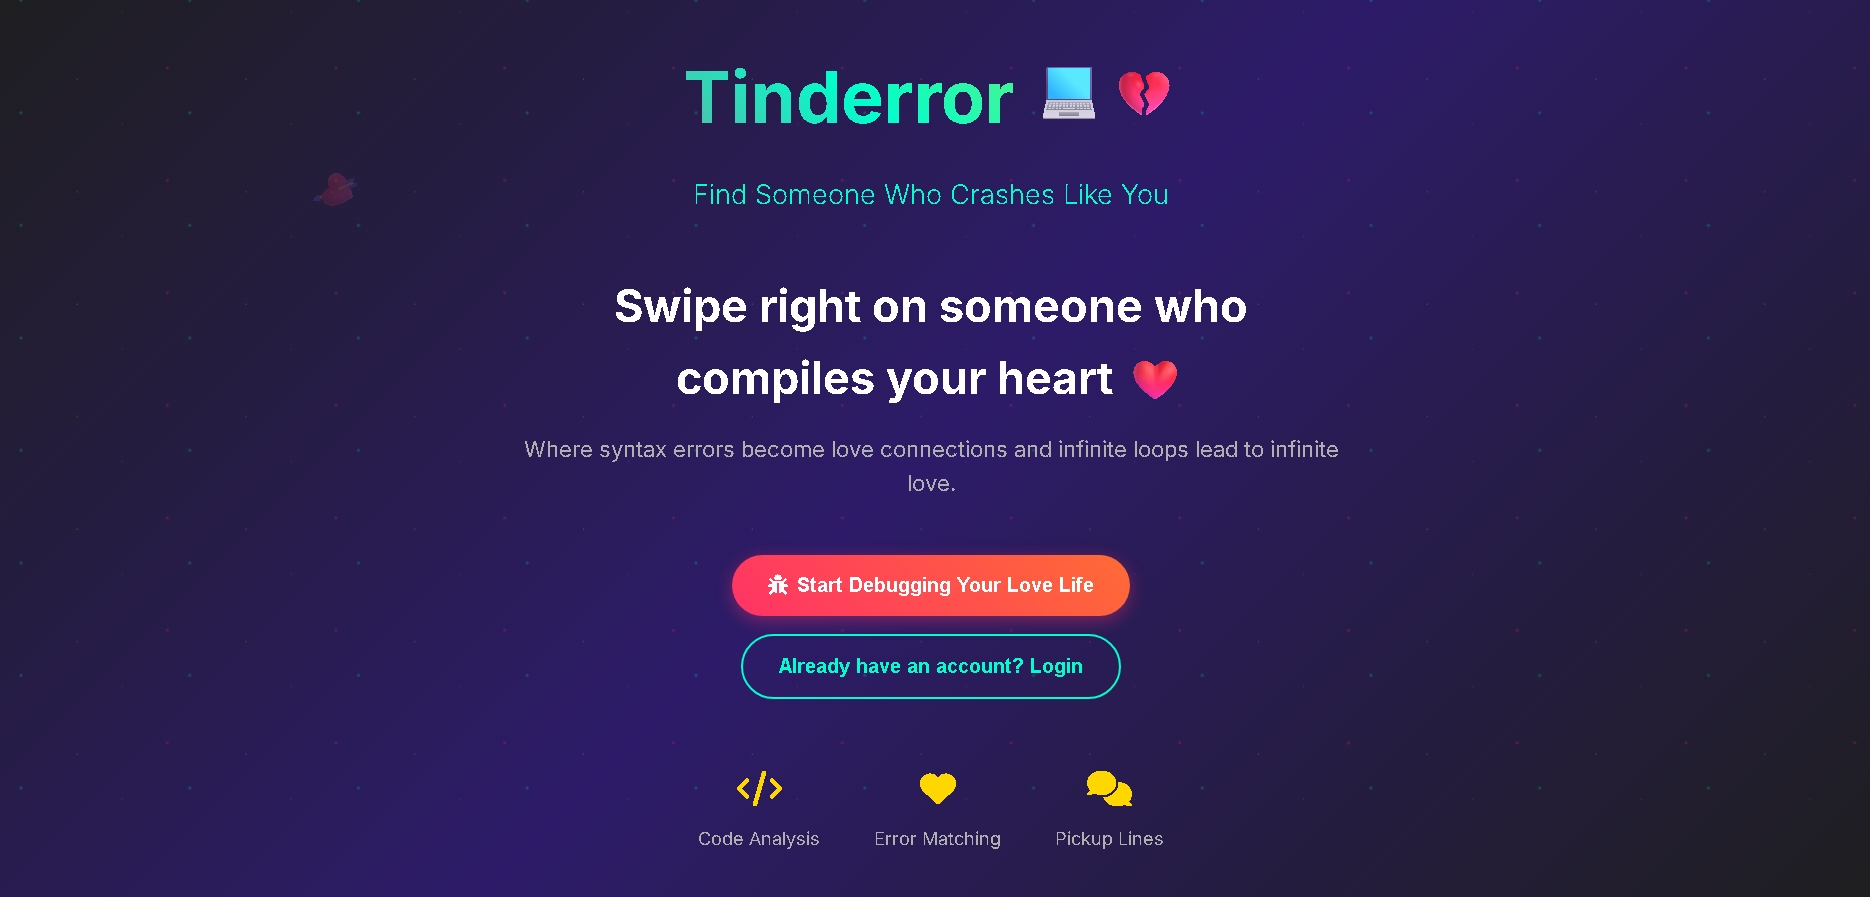 Tinderror
Find Someone Who Crashes Like You
Swipe right on someone who
compiles your heart
Where syntax errors become love connections and infinite loops lead to infinite
love.
Start Debugging Your Love Life
Already have an account? Login
Code Analysis
Error Matching
Pickup Lines